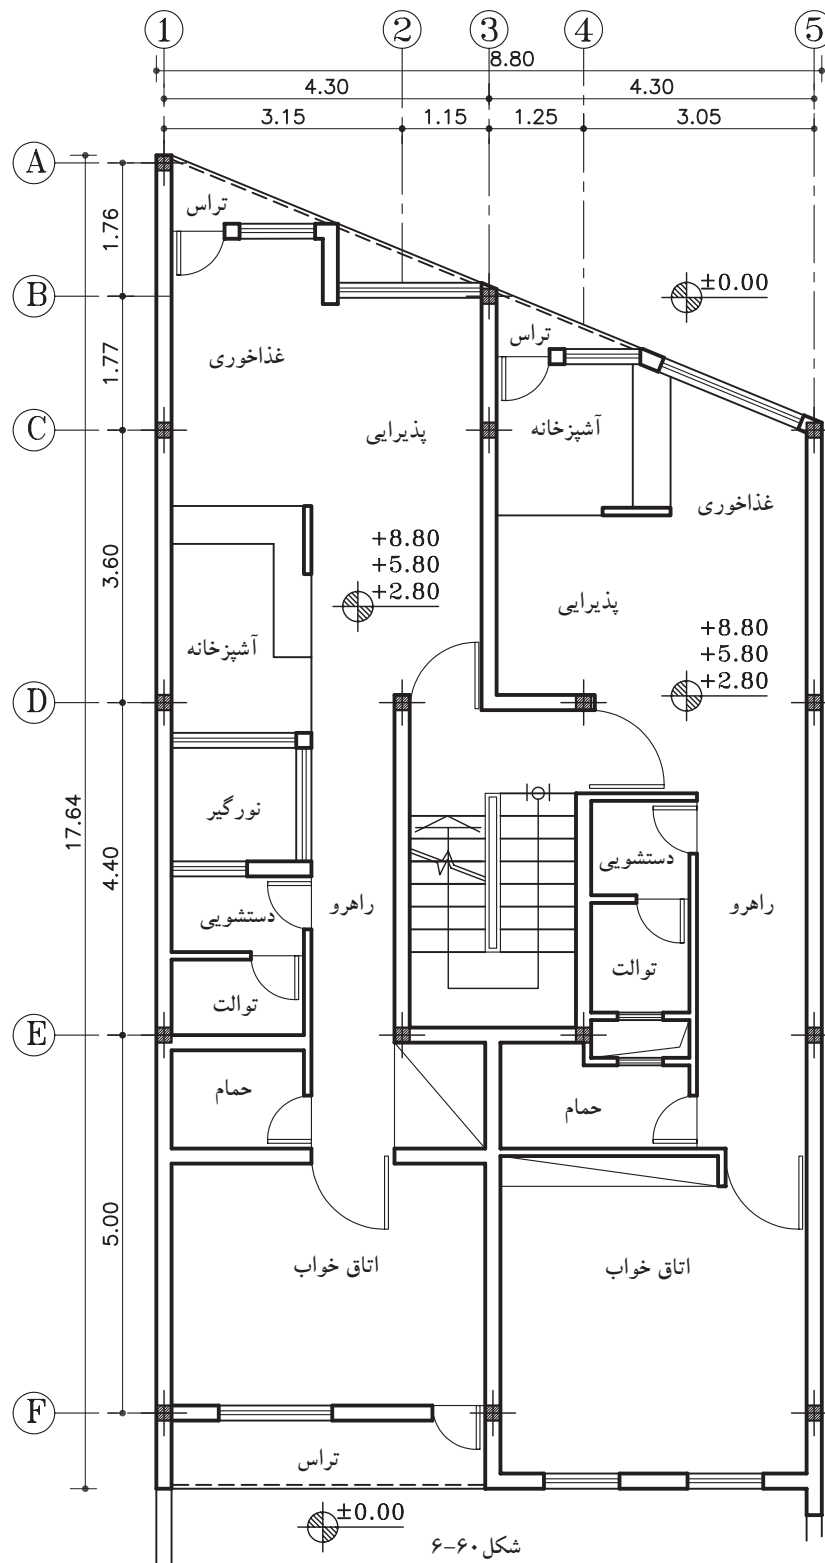 1 2 3 4 5
8.80
4.30 4.30
3.15 1.15 1.25 3.05
A
تراس
1.76
B
±0.00
تراس
1.77
غذاخوری
C
پذیرایی
آشپزخانه
غذاخوری
+8.80
+5.80
+2.80
3.60
پذیرایی
آشپزخانه
+8.80
+5.80
+2.80
D
17.64
نورگیر
4.40
دستشویی
راهرو
راهرو
دستشویی
توالت
توالت
E
حمام
حمام
5.00
اتاق خواب
اتاق خواب
F
تراس
±0.00
شکل ۶۰-۶